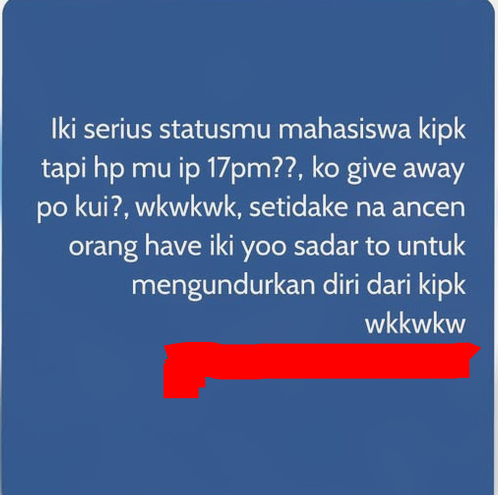 Iki serius statusmu mahasiswa kipk
tapi hp mu ip 17pm??, ko give away
po kui?, wkwkwk, setidake na ancen
orang have iki yoo sadar to untuk
mengundurkan diri dari kipk
wkkwkw